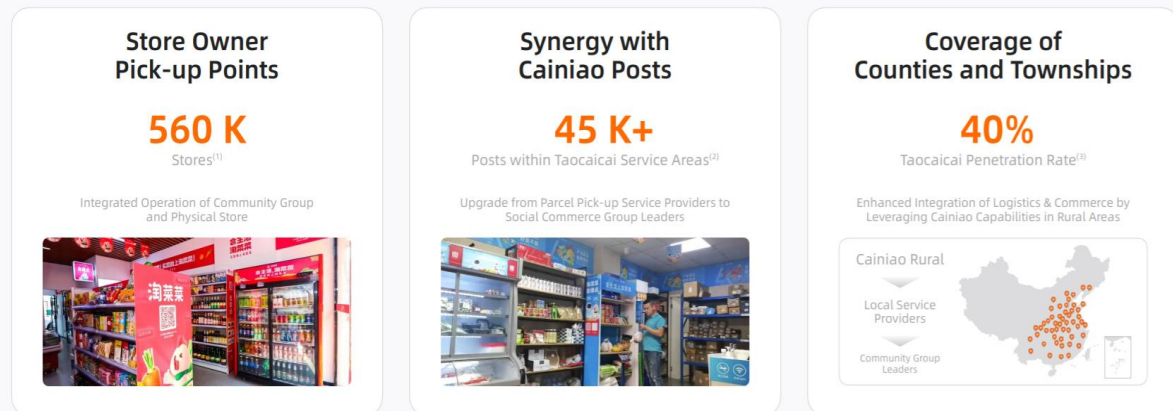 Store Owner
Pick-up Points
560 K
Stores(1)
Integrated Operation of Community Group
and Physical Store
淘菜菜
Synergy with
Cainiao Posts
45 K+
Posts within Taocaicai Service Areas(2)
Upgrade from Parcel Pick-up Service Providers to
Social Commerce Group Leaders
Coverage of
Counties and Townships
40%
Taocaicai Penetration Rate(3)
Enhanced Integration of Logistics & Commerce by
Leveraging Cainiao Capabilities in Rural Areas
Cainiao Rural
Local Service
Providers
Community Group
Leaders